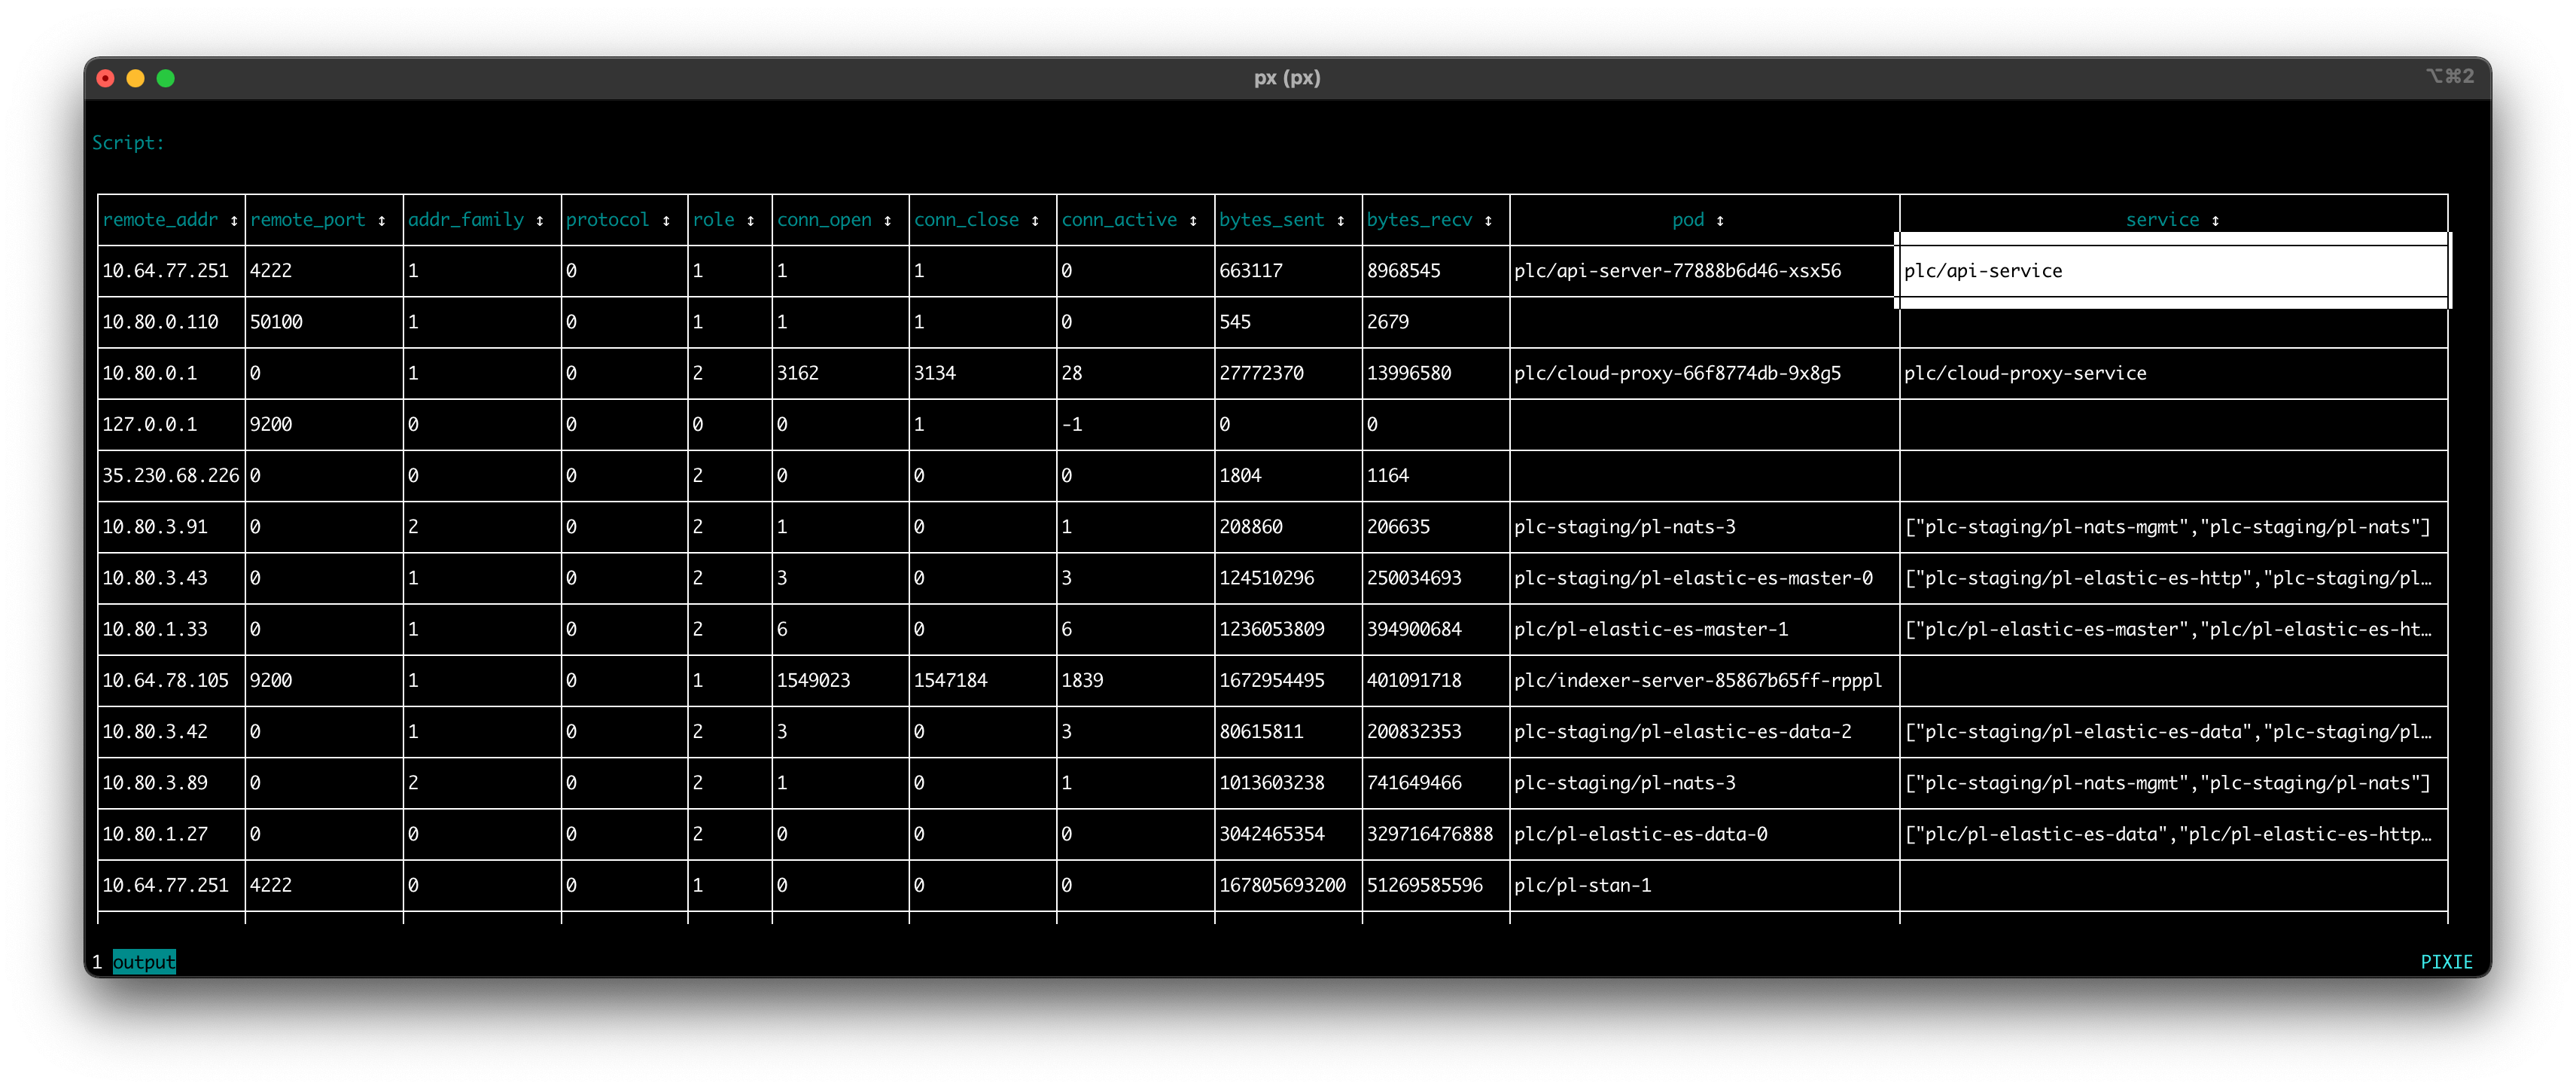 px (px) ⌥⌘2
Script:
remote_addr ↕ remote_port ↕ addr_family ↕ protocol ↕ role ↕ conn_open ↕ conn_close ↕ conn_active ↕ bytes_sent ↕ bytes_recv ↕ pod ↕ service ↕
10.64.77.251 4222 1 0 1 1 1 0 663117 8968545 plc/api-server-77888b6d46-xsx56 plc/api-service
10.80.0.110 50100 1 0 1 1 1 0 545 2679
10.80.0.1 0 1 0 2 3162 3134 28 27772370 13996580 plc/cloud-proxy-66f8774db-9x8g5 plc/cloud-proxy-service
127.0.0.1 9200 0 0 0 0 1 -1 0 0
35.230.68.226 0 0 0 2 0 0 0 1804 1164
10.80.3.91 0 2 0 2 1 0 1 208860 206635 plc-staging/pl-nats-3 ["plc-staging/pl-nats-mgmt","plc-staging/pl-nats"]
10.80.3.43 0 1 0 2 3 0 3 124510296 250034693 plc-staging/pl-elastic-es-master-0 ["plc-staging/pl-elastic-es-http","plc-staging/pl…
10.80.1.33 0 1 0 2 6 0 6 1236053809 394900684 plc/pl-elastic-es-master-1 ["plc/pl-elastic-es-master","plc/pl-elastic-es-ht…
10.64.78.105 9200 1 0 1 1549023 1547184 1839 1672954495 401091718 plc/indexer-server-85867b65ff-rpppl
10.80.3.42 0 1 0 2 3 0 3 80615811 200832353 plc-staging/pl-elastic-es-data-2 ["plc-staging/pl-elastic-es-data","plc-staging/pl…
10.80.3.89 0 2 0 2 1 0 1 1013603238 741649466 plc-staging/pl-nats-3 ["plc-staging/pl-nats-mgmt","plc-staging/pl-nats"]
10.80.1.27 0 0 0 2 0 0 0 3042465354 329716476888 plc/pl-elastic-es-data-0 ["plc/pl-elastic-es-data","plc/pl-elastic-es-http…
10.64.77.251 4222 0 0 1 0 0 0 167805693200 51269585596 plc/pl-stan-1
1 output PIXIE